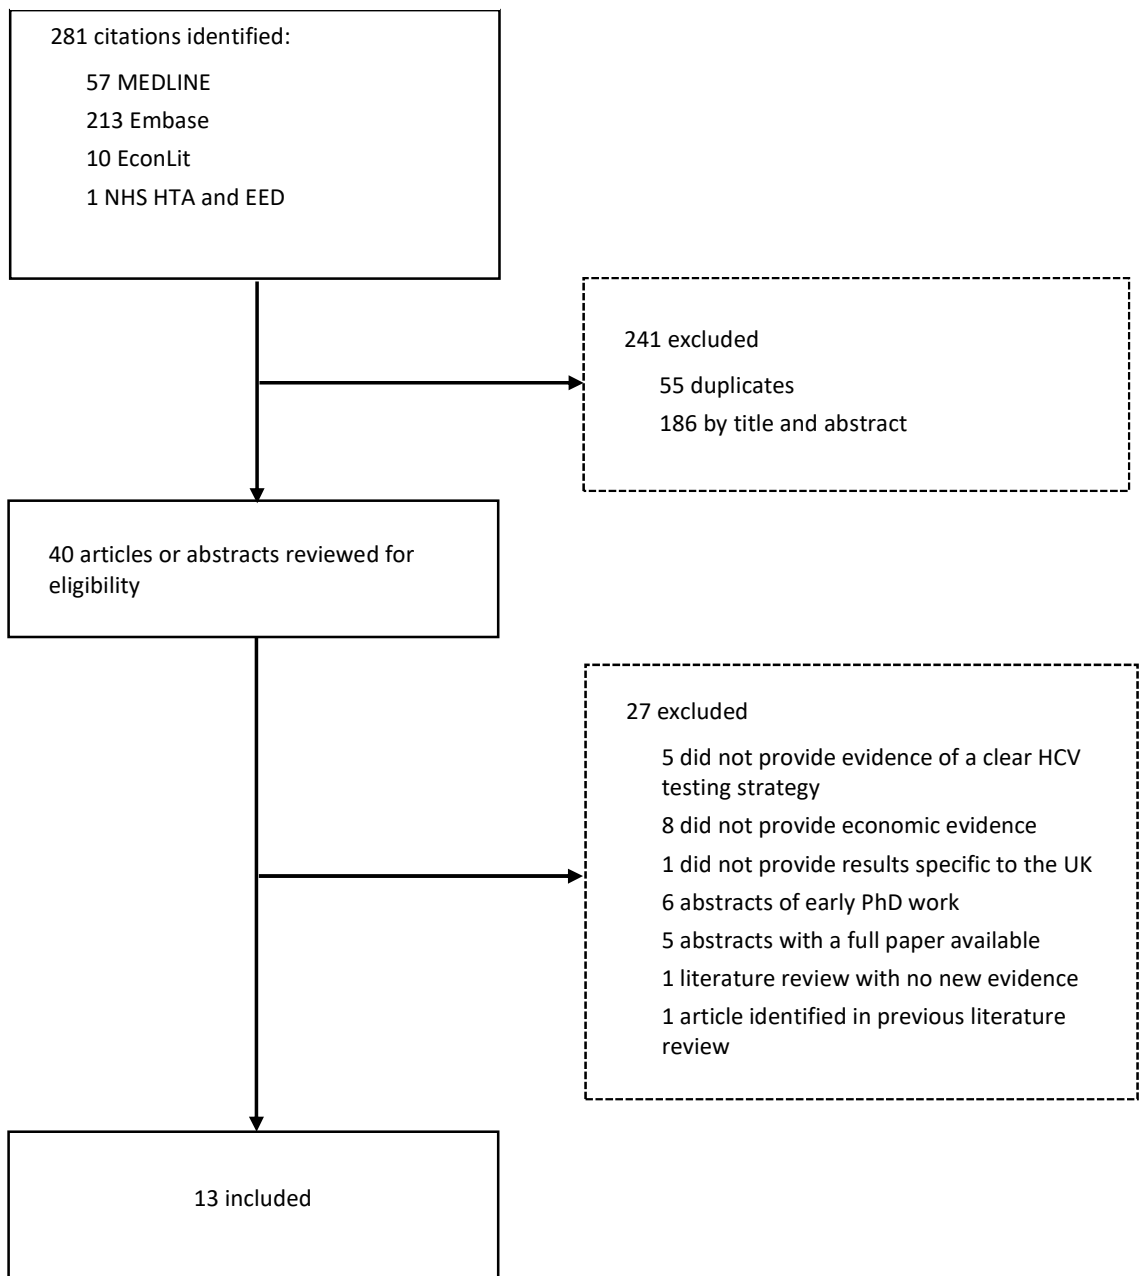 281 citations identified:
57 MEDLINE
213 Embase
10 EconLit
1 NHS HTA and EED
241 excluded
55 duplicates
186 by title and abstract
40 articles or abstracts reviewed for
eligibility
27 excluded
5 did not provide evidence of a clear HCV
testing strategy
8 did not provide economic evidence
1 did not provide results specific to the UK
6 abstracts of early PhD work
5 abstracts with a full paper available
1 literature review with no new evidence
1 article identified in previous literature
review
13 included